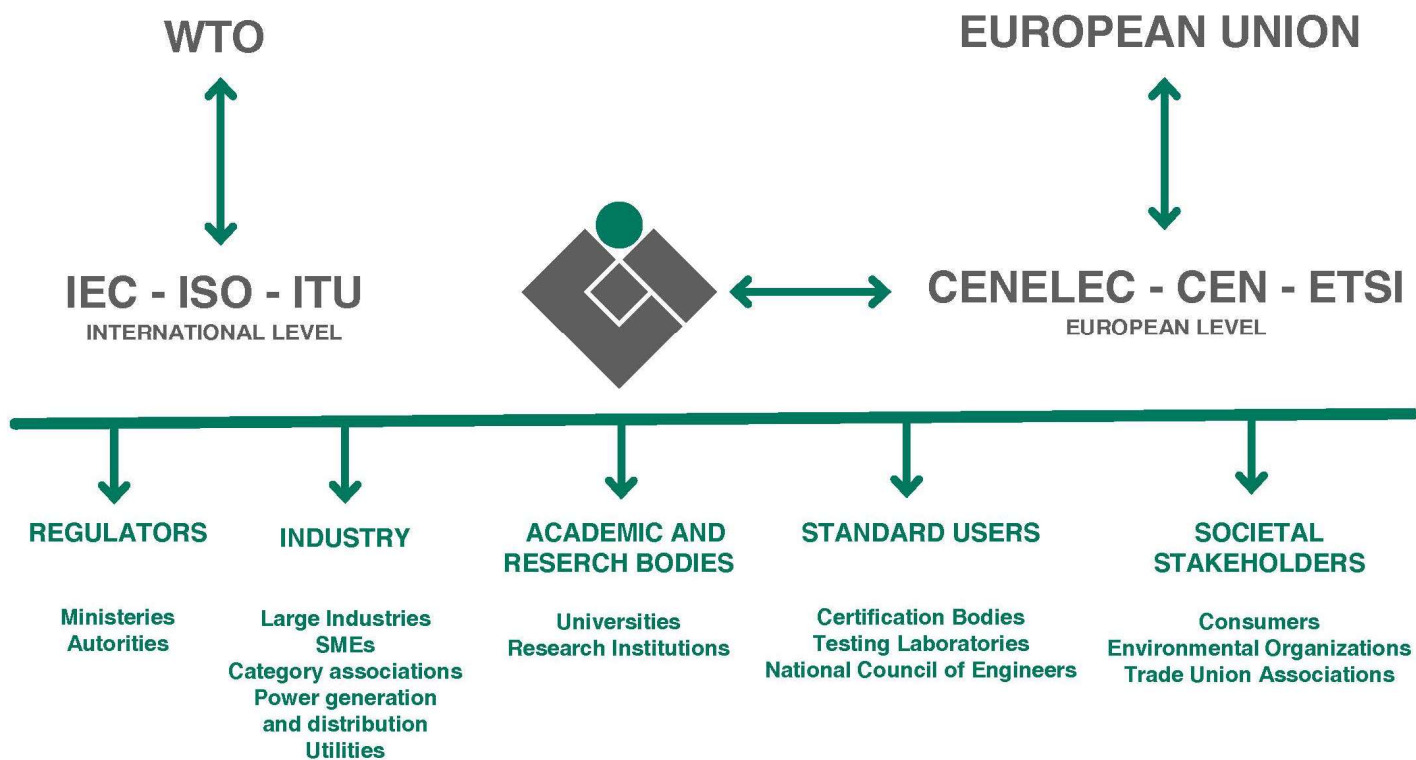 WTO
EUROPEAN UNION
IEC - ISO - ITU
INTERNATIONAL LEVEL
CENELEC - CEN - ETSI
EUROPEAN LEVEL
REGULATORS
Ministeries
Autorities
INDUSTRY
Large Industries
SMEs
Category associations
Power generation
and distribution
Utilities
ACADEMIC AND
RESERCH BODIES
Universities
Research Institutions
STANDARD USERS
Certification Bodies
Testing Laboratories
National Council of Engineers
SOCIETAL
STAKEHOLDERS
Consumers
Environmental Organizations
Trade Union Associations